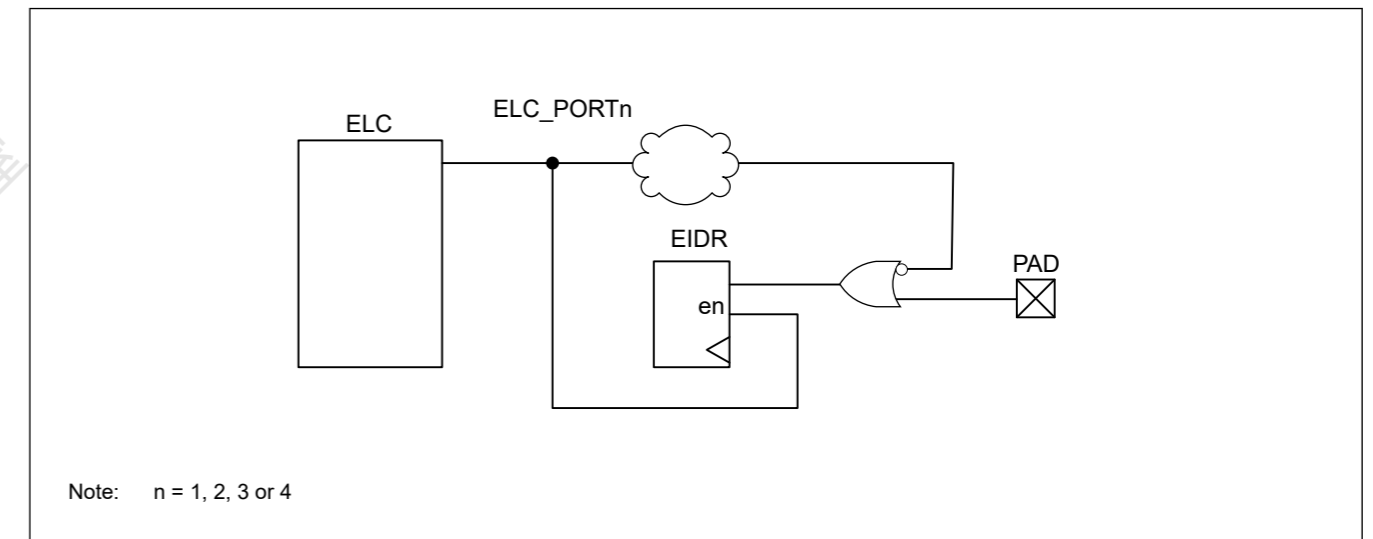 ELC_PORTn
ELC
EIDR
en
PAD
Note: n = 1, 2, 3 or 4